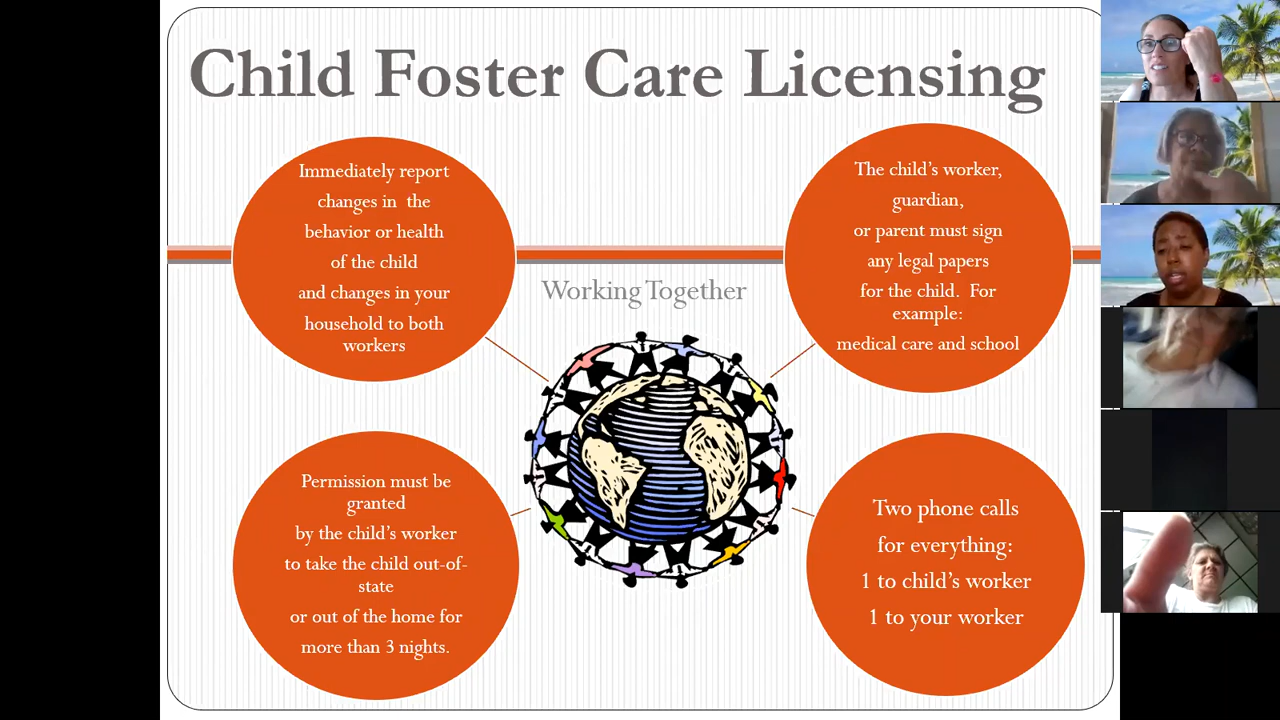 Child Foster Care Licensing
Immediately report
changes in the
behavior or health
of the child
and changes in your
household to both
workers
The child's worker,
guardian,
or parent must sign
any legal papers
for the child. For
example:
medical care and school
Working Together
Permission must be
granted
by the child's worker
to take the child out-of-
state
or out of the home for
more than 3 nights.
Two phone calls
for everything:
1 to child's worker
1 to your worker